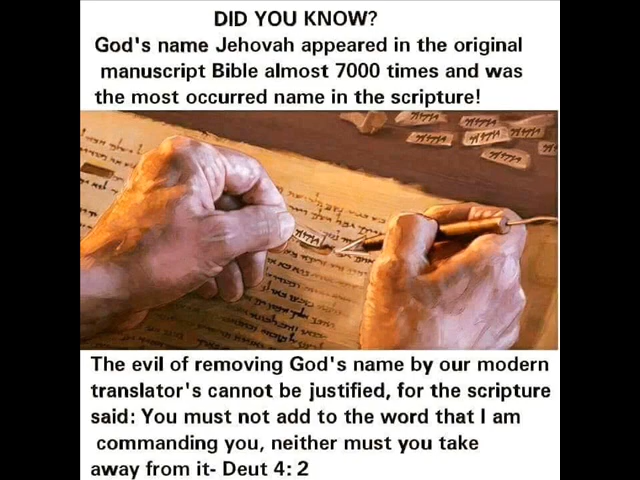 DID YOU KNOW?
God's name Jehovah appeared in the original
manuscript Bible almost 7000 times and was
the most occurred name in the scripture!
The evil of removing God's name by our modern
translator's cannot be justified, for the scripture
said: You must not add to the word that I am
commanding you, neither must you take
away from it- Deut 4: 2